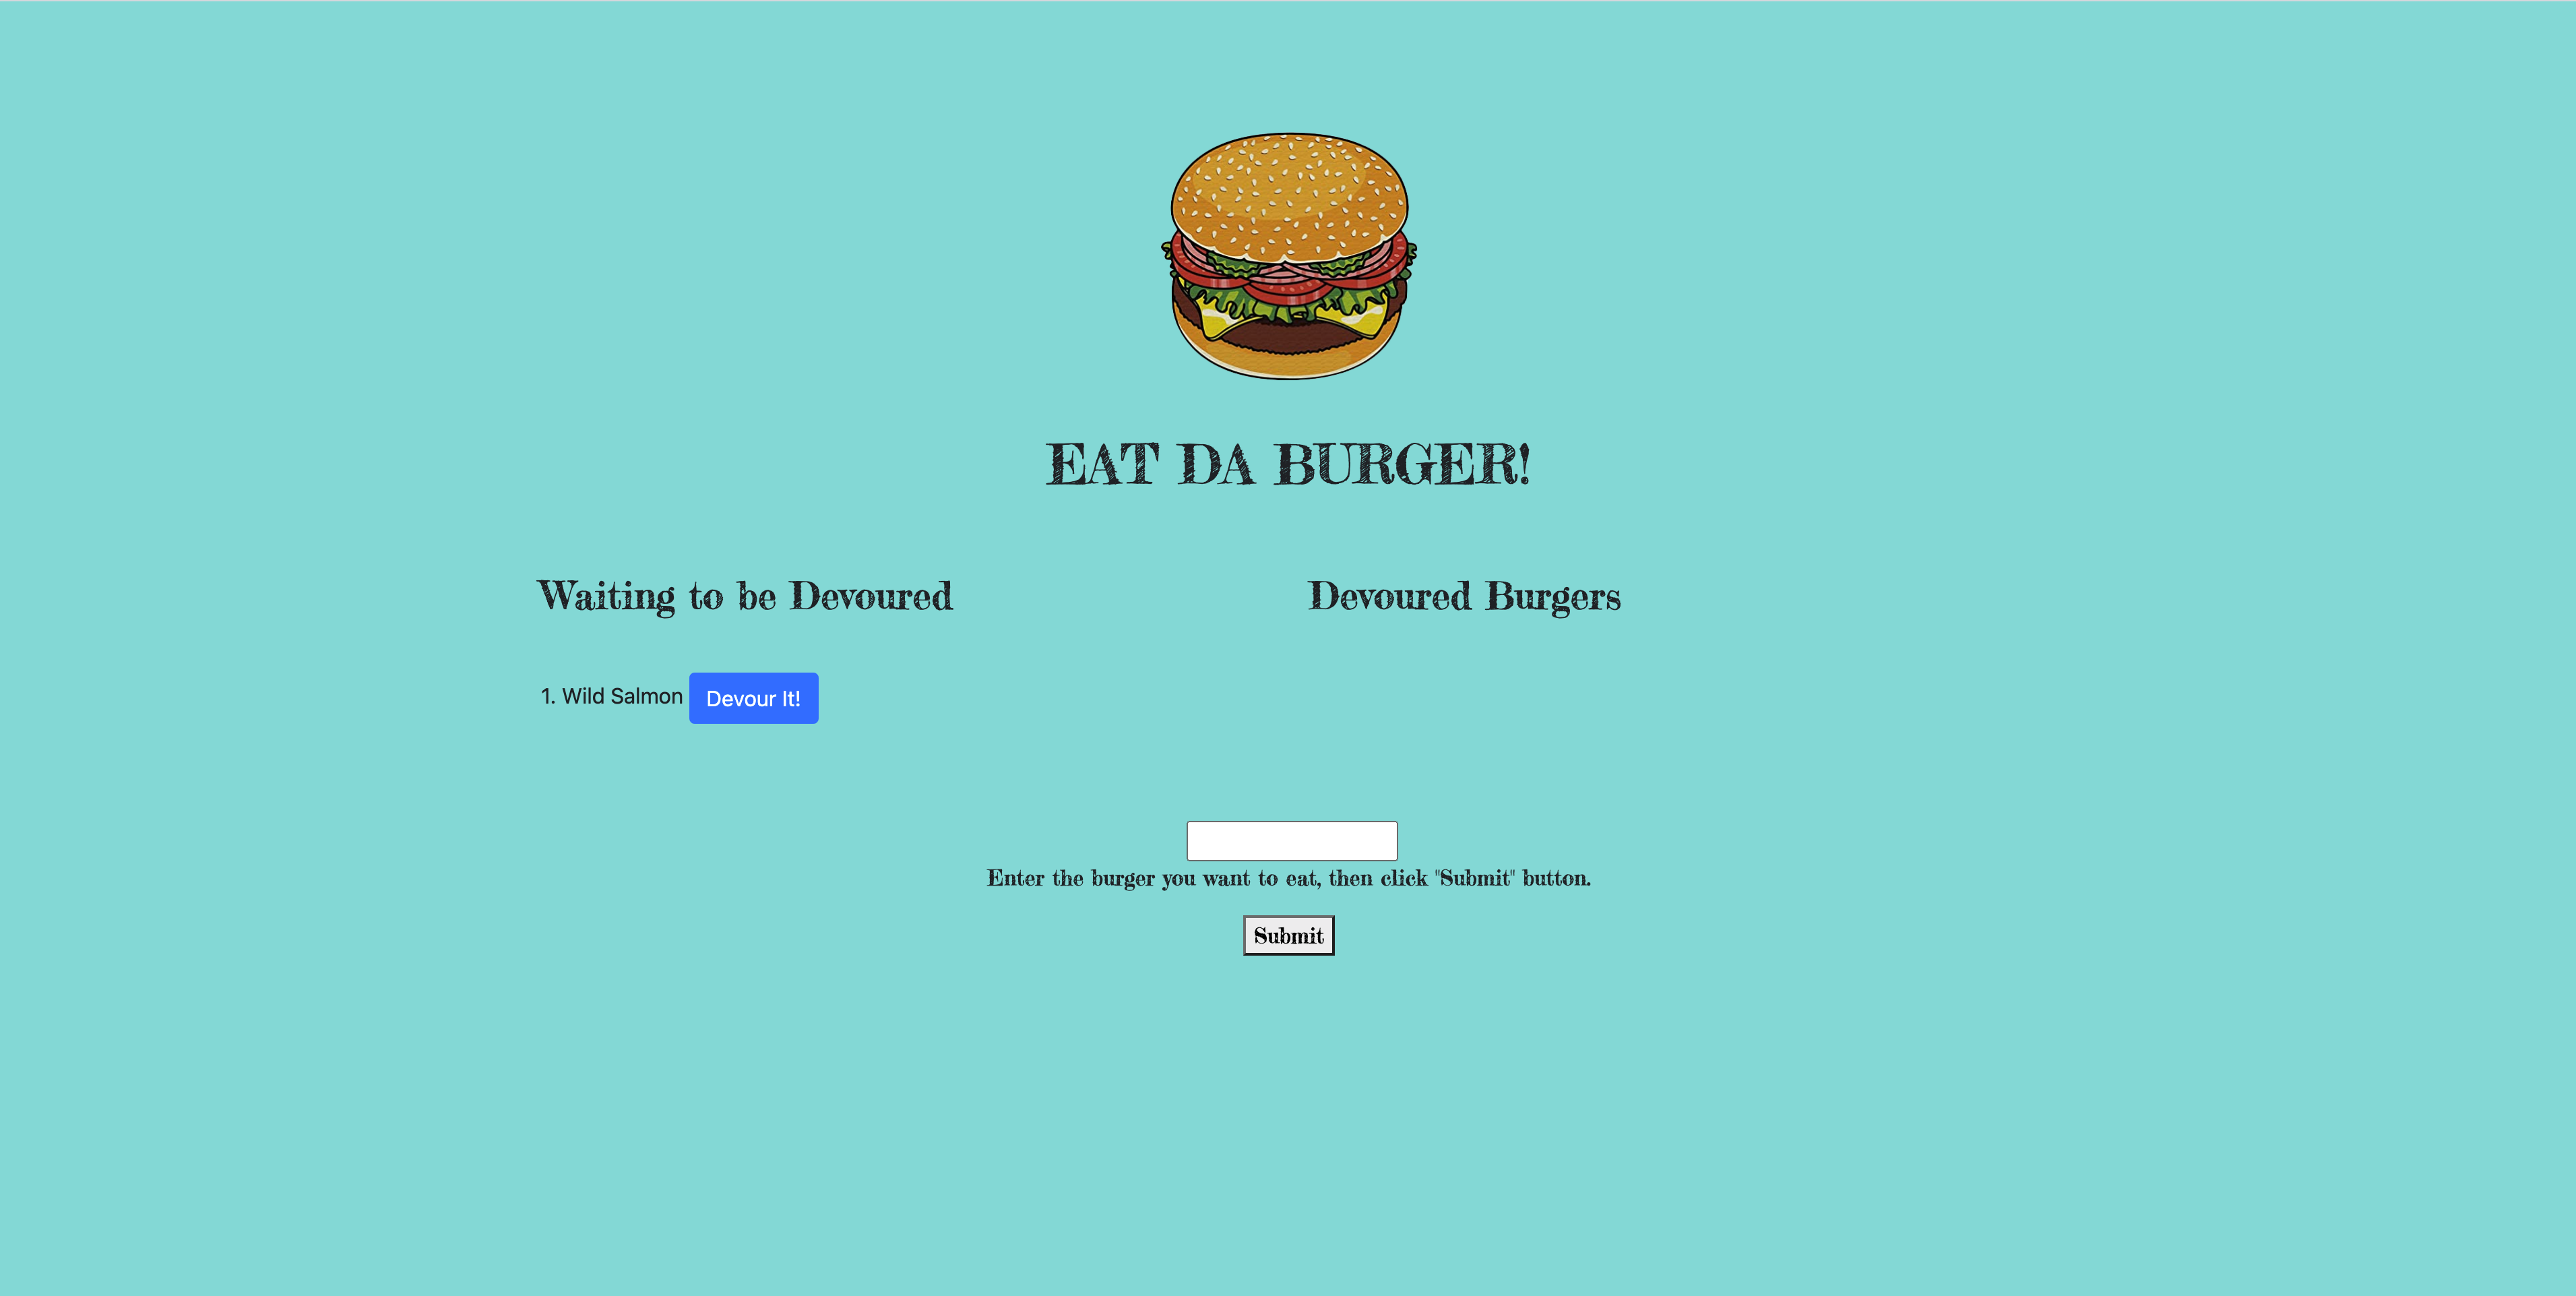 EAT DA BURGER!
Waiting to be Devoured
Devoured Burgers
1. Wild Salmon Devour It!
Enter the burger you want to eat, then click "Submit" button.
Submit